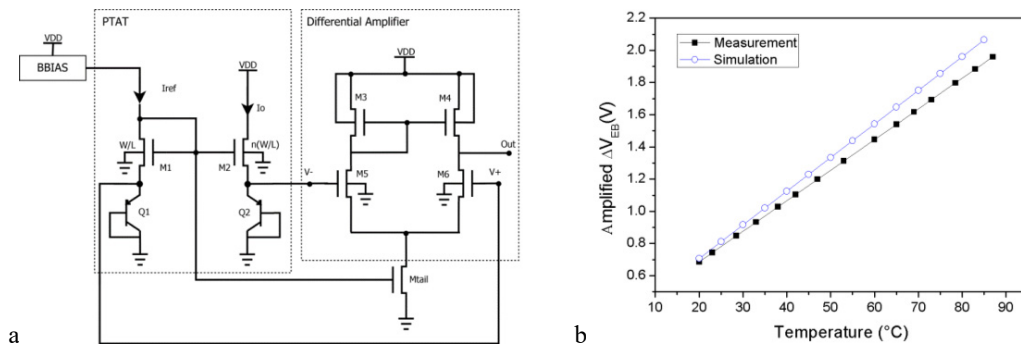 PTAT
Differential Amplifier
VDD
BBIAS
Iref
VDD
Io
W/L
M1
M2
n(W/L)
Q1
Q2
VDD
M3
M4
Out
V-
M5
M6
V+
Mtail
a
Measurement
Simulation
Amplified ΔV_EB(V)
2.2
2.0
1.8
1.6
1.4
1.2
1.0
0.8
0.6
10 20 30 40 50 60 70 80 90
Temperature (°C)
b